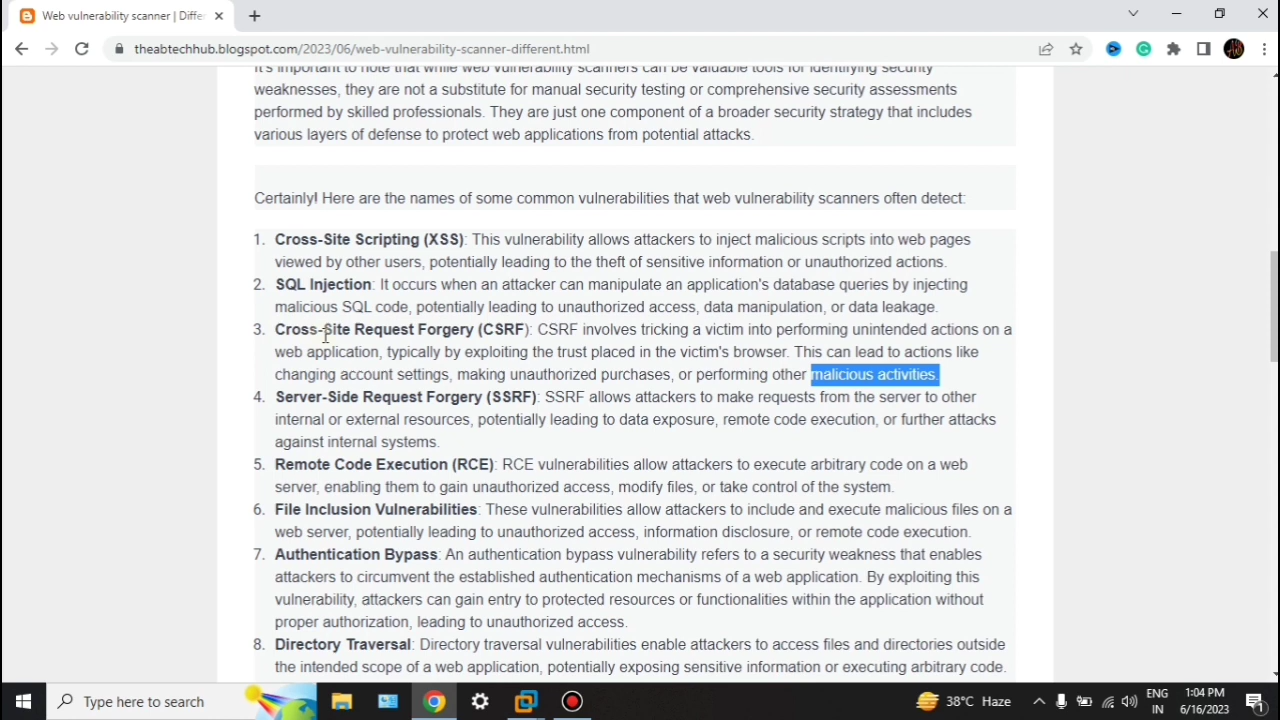 Web vulnerability scanner | Diffe
theabtechhub.blogspot.com/2023/06/web-vulnerability-scanner-different.html
It's important to note that while web vulnerability scanners can be valuable tools for identifying security
weaknesses, they are not a substitute for manual security testing or comprehensive security assessments
performed by skilled professionals. They are just one component of a broader security strategy that includes
various layers of defense to protect web applications from potential attacks.
Certainly! Here are the names of some common vulnerabilities that web vulnerability scanners often detect:
1. Cross-Site Scripting (XSS): This vulnerability allows attackers to inject malicious scripts into web pages
viewed by other users, potentially leading to the theft of sensitive information or unauthorized actions.
2. SQL Injection: It occurs when an attacker can manipulate an application's database queries by injecting
malicious SQL code, potentially leading to unauthorized access, data manipulation, or data leakage.
3. Cross-Site Request Forgery (CSRF): CSRF involves tricking a victim into performing unintended actions on a
web application, typically by exploiting the trust placed in the victim's browser. This can lead to actions like
changing account settings, making unauthorized purchases, or performing other malicious activities.
4. Server-Side Request Forgery (SSRF): SSRF allows attackers to make requests from the server to other
internal or external resources, potentially leading to data exposure, remote code execution, or further attacks
against internal systems.
5. Remote Code Execution (RCE): RCE vulnerabilities allow attackers to execute arbitrary code on a web
server, enabling them to gain unauthorized access, modify files, or take control of the system.
6. File Inclusion Vulnerabilities: These vulnerabilities allow attackers to include and execute malicious files on a
web server, potentially leading to unauthorized access, information disclosure, or remote code execution.
7. Authentication Bypass: An authentication bypass vulnerability refers to a security weakness that enables
attackers to circumvent the established authentication mechanisms of a web application. By exploiting this
vulnerability, attackers can gain entry to protected resources or functionalities within the application without
proper authorization, leading to unauthorized access.
8. Directory Traversal: Directory traversal vulnerabilities enable attackers to access files and directories outside
the intended scope of a web application, potentially exposing sensitive information or executing arbitrary code.
Type here to search
38°C Haze
ENG
IN
1:04 PM
6/16/2023
1